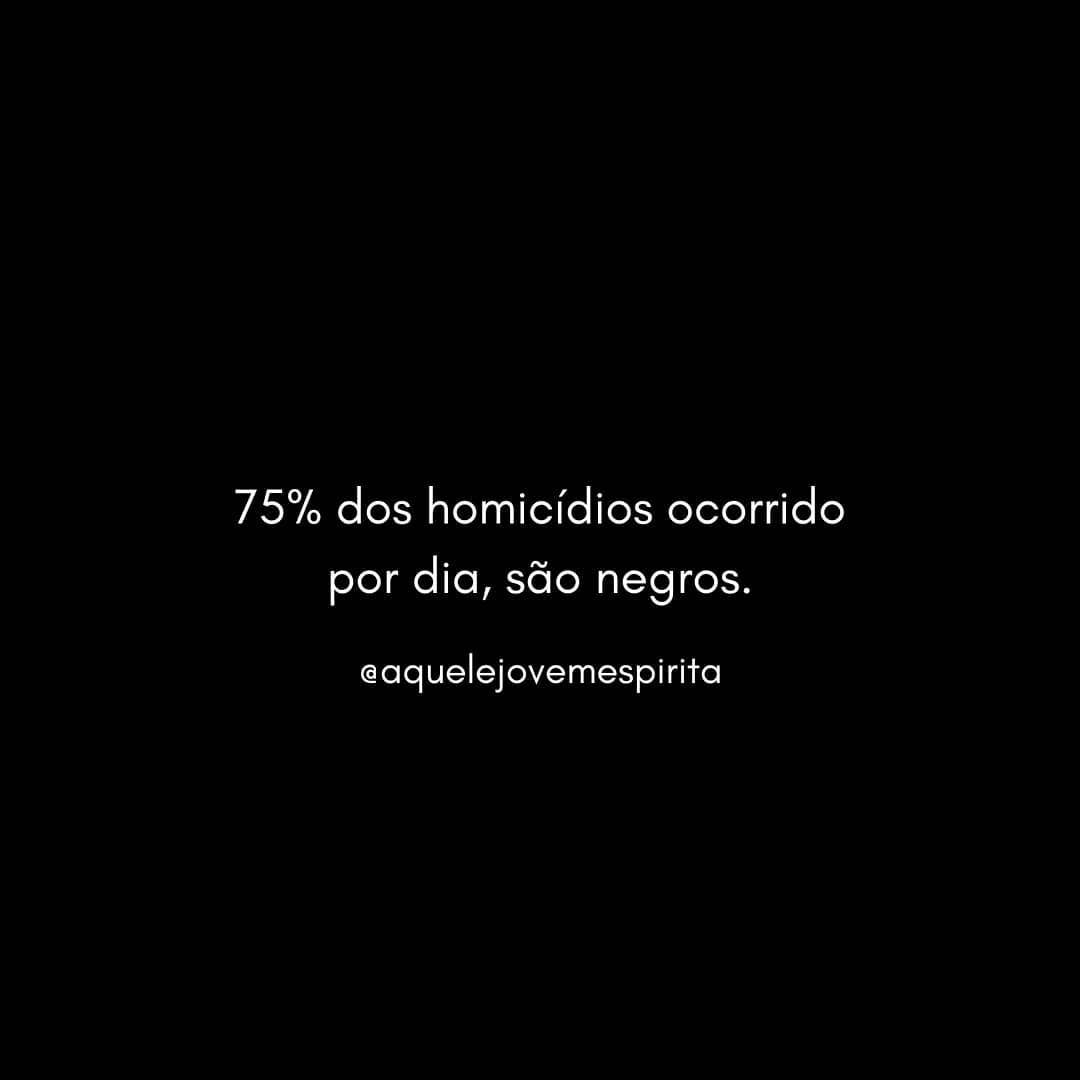 75% dos homicídios ocorrido
por dia, são negros.
@aquelejovemespirita